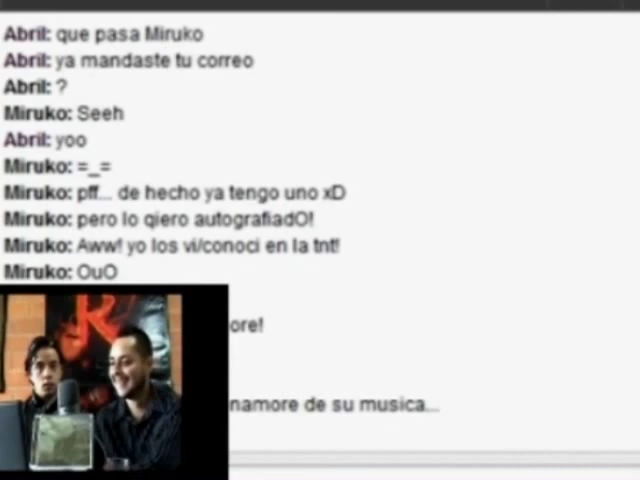 Abril: que pasa Miruko
Abril: ya mandaste tu correo
Abril: ?
Miruko: Seeh
Abril: yoo
Miruko: =_=
Miruko: pff... de hecho ya tengo uno xD
Miruko: pero lo qiero autografiadO!
Miruko: Aww! yo los vi/conoci en la tnt!
Miruko: OuO
ore!
namore de su musica...